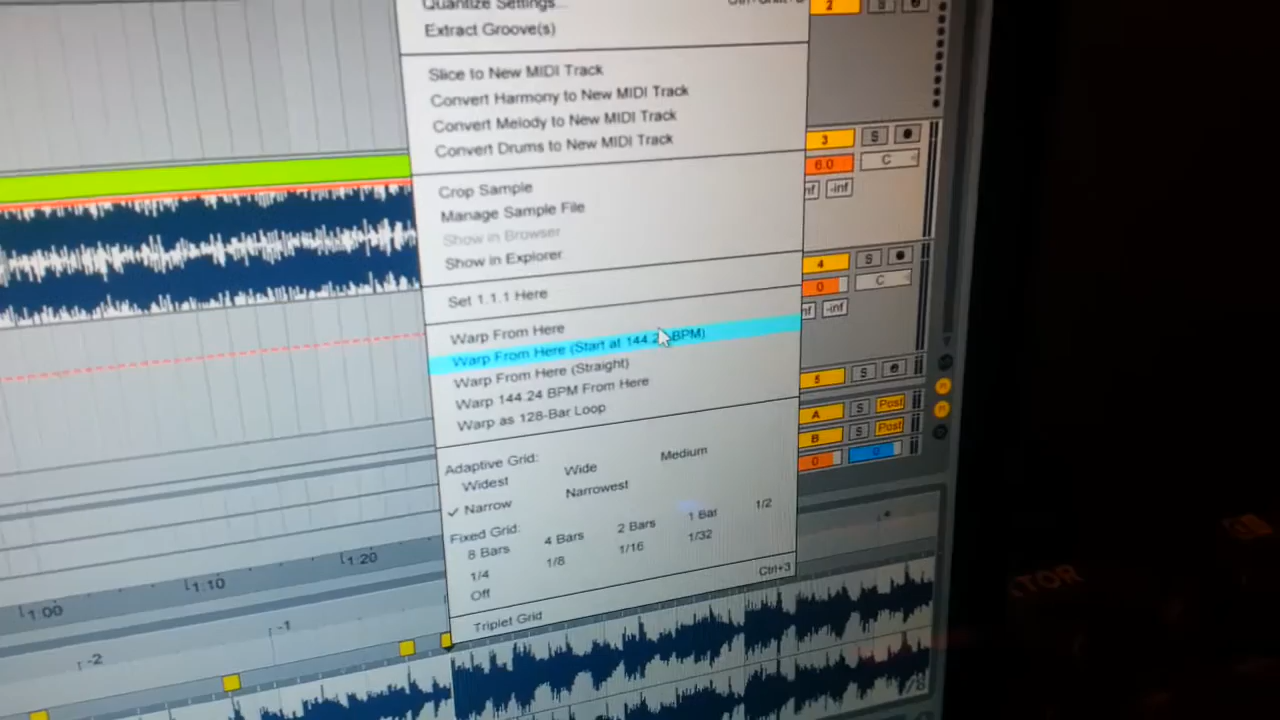 Quantize Settings...
Extract Groove(s)
Slice to New MIDI Track
Convert Harmony to New MIDI Track
Convert Melody to New MIDI Track
Convert Drums to New MIDI Track
Crop Sample
Manage Sample File
Show in Browser
Show in Explorer
Set 1.1.1 Here
Warp From Here
Warp From Here (Start at 144.2 BPM)
Warp From Here (Straight)
Warp 144.24 BPM From Here
Warp as 128-Bar Loop
Adaptive Grid:
Widest Wide Medium
Narrow Narrowest
Fixed Grid:
8 Bars 4 Bars 2 Bars 1 Bar 1/2
1/4 1/8 1/16 1/32
Off Ctrl+3
Triplet Grid
2 S
3 S
6.0 C
-inf
4 S
0 C
-inf
5 S
A S Post
B S Post
0 0
1:00 1:10 1:20
-2 -1